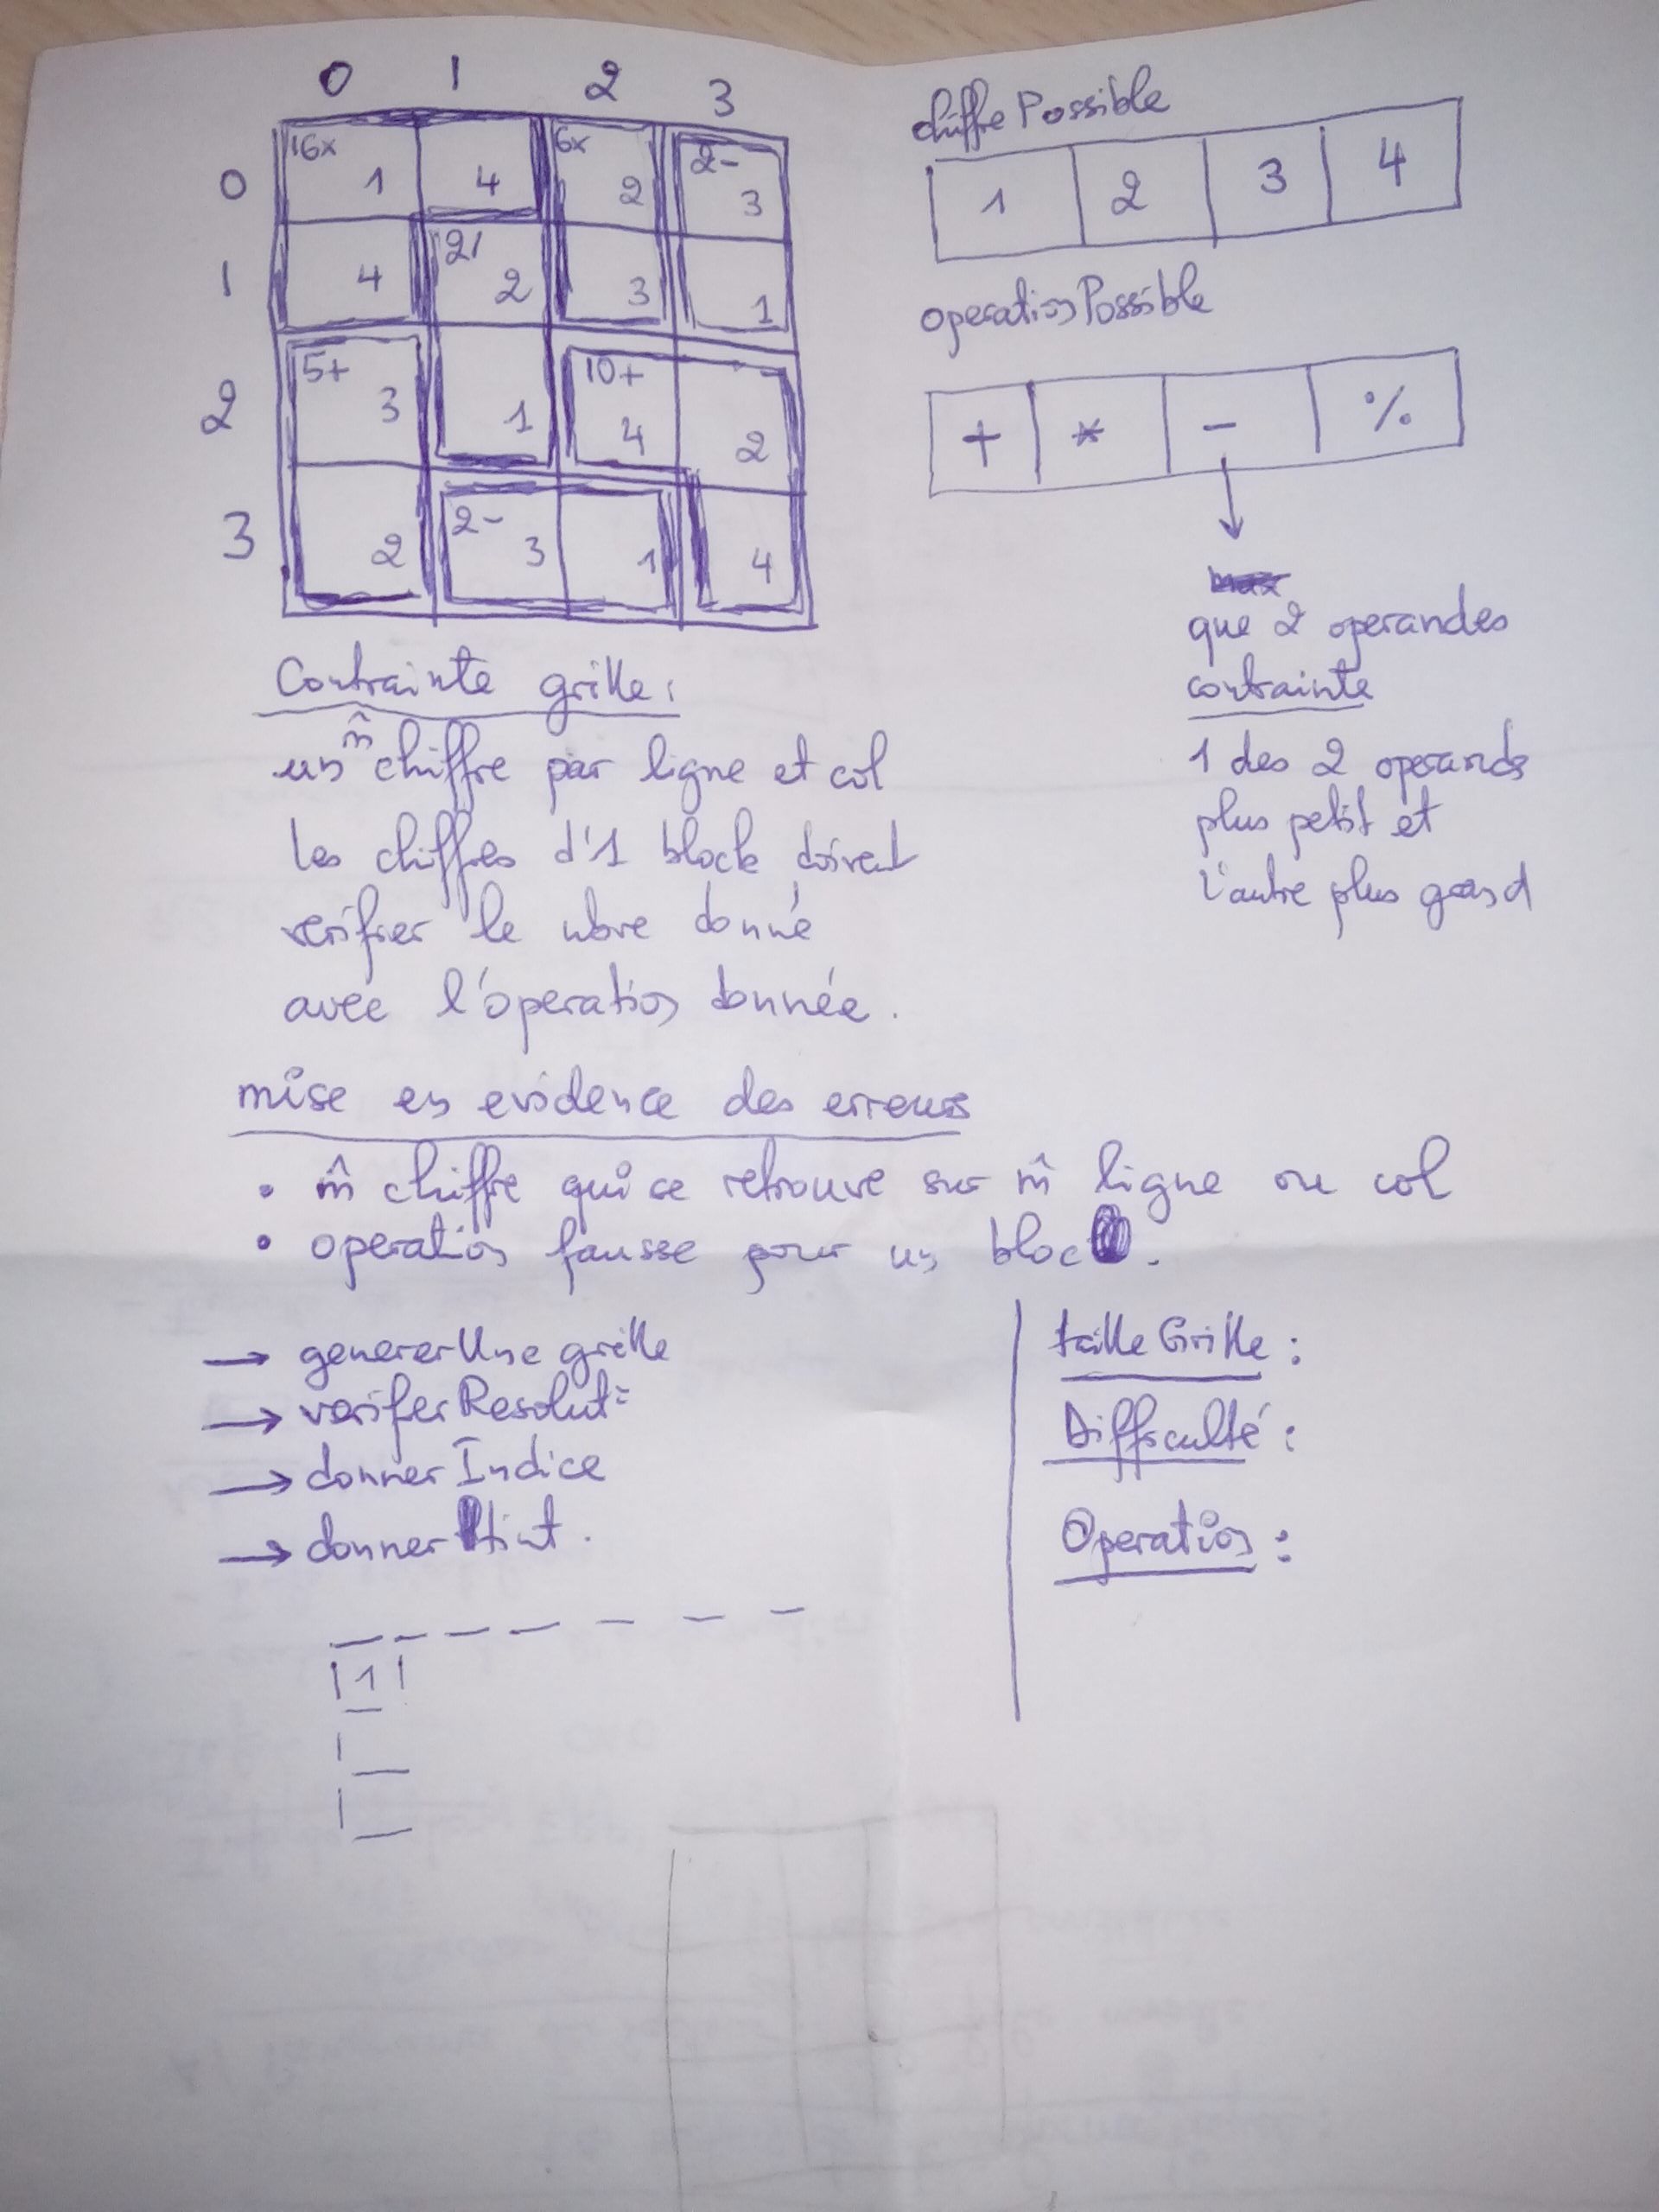 0 1 2 3
0 16x 1 4 6x 2 2- 3
1 4 2/ 2 3 1
2 5+ 3 1 10+ 4 2
3 2 2- 3 1 4
chiffre Possible
1 2 3 4
operation Possible
+ * - %
que 2 operandes
contrainte
1 des 2 operands
plus petit et
l'autre plus grand
Contrainte grille :
un m̂ chiffre par ligne et col
les chiffres d'1 block doivent
verifier le nbre donné
avec l'operation donnée.
mise en evidence des erreurs
• m̂ chiffre qui se retrouve sur m̂ ligne ou col
• operation fausse pour un bloc.
→ generer Une grille
→ verifer Resolut=
→ donner Indice
→ donner Hint.
taille Grille :
Difficulté :
Operation :
|1|